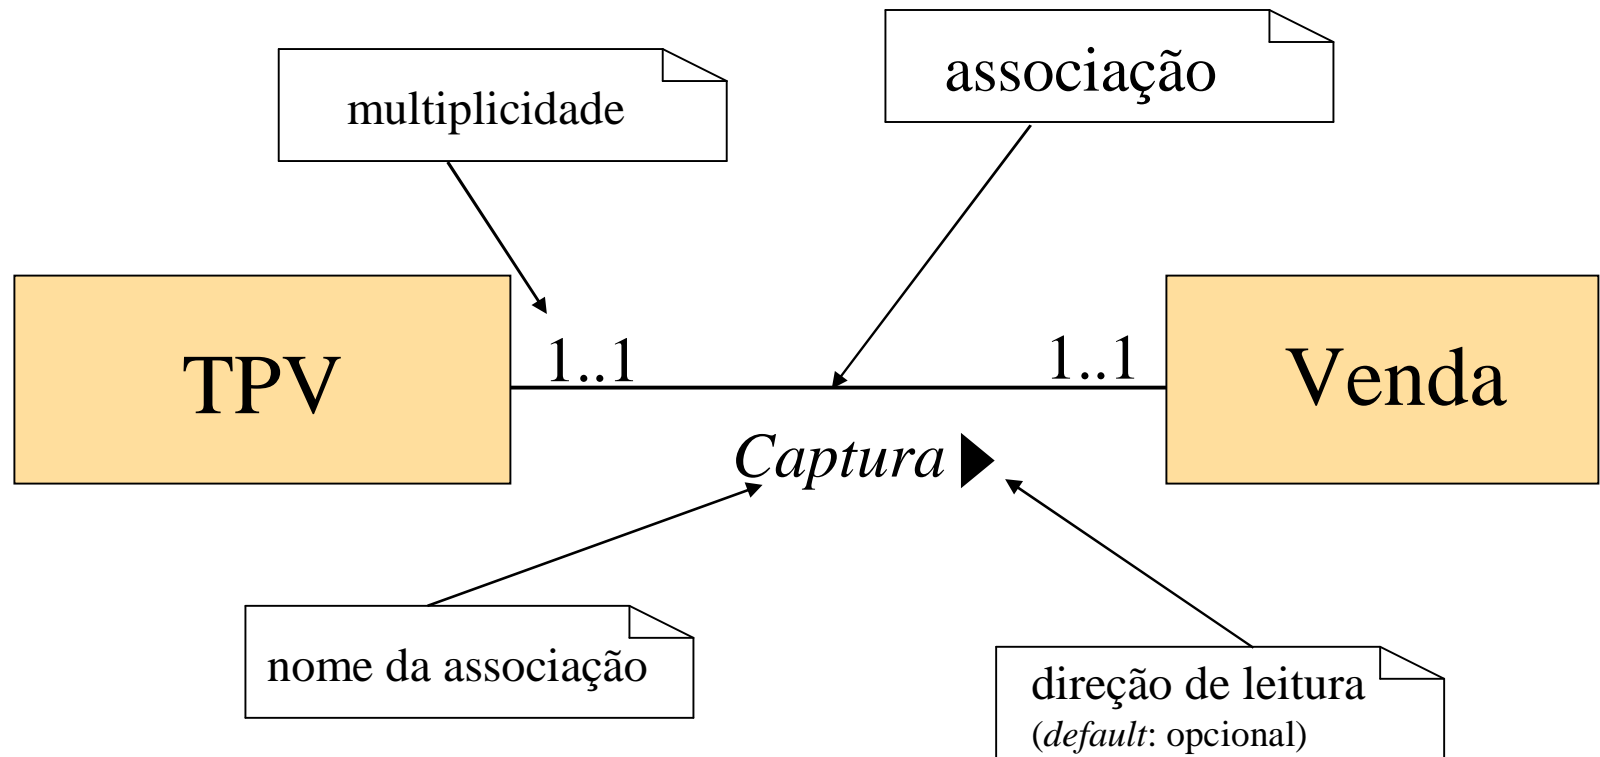 associação
multiplicidade
TPV
1..1
1..1
Venda
Captura
nome da associação
direção de leitura
(default: opcional)